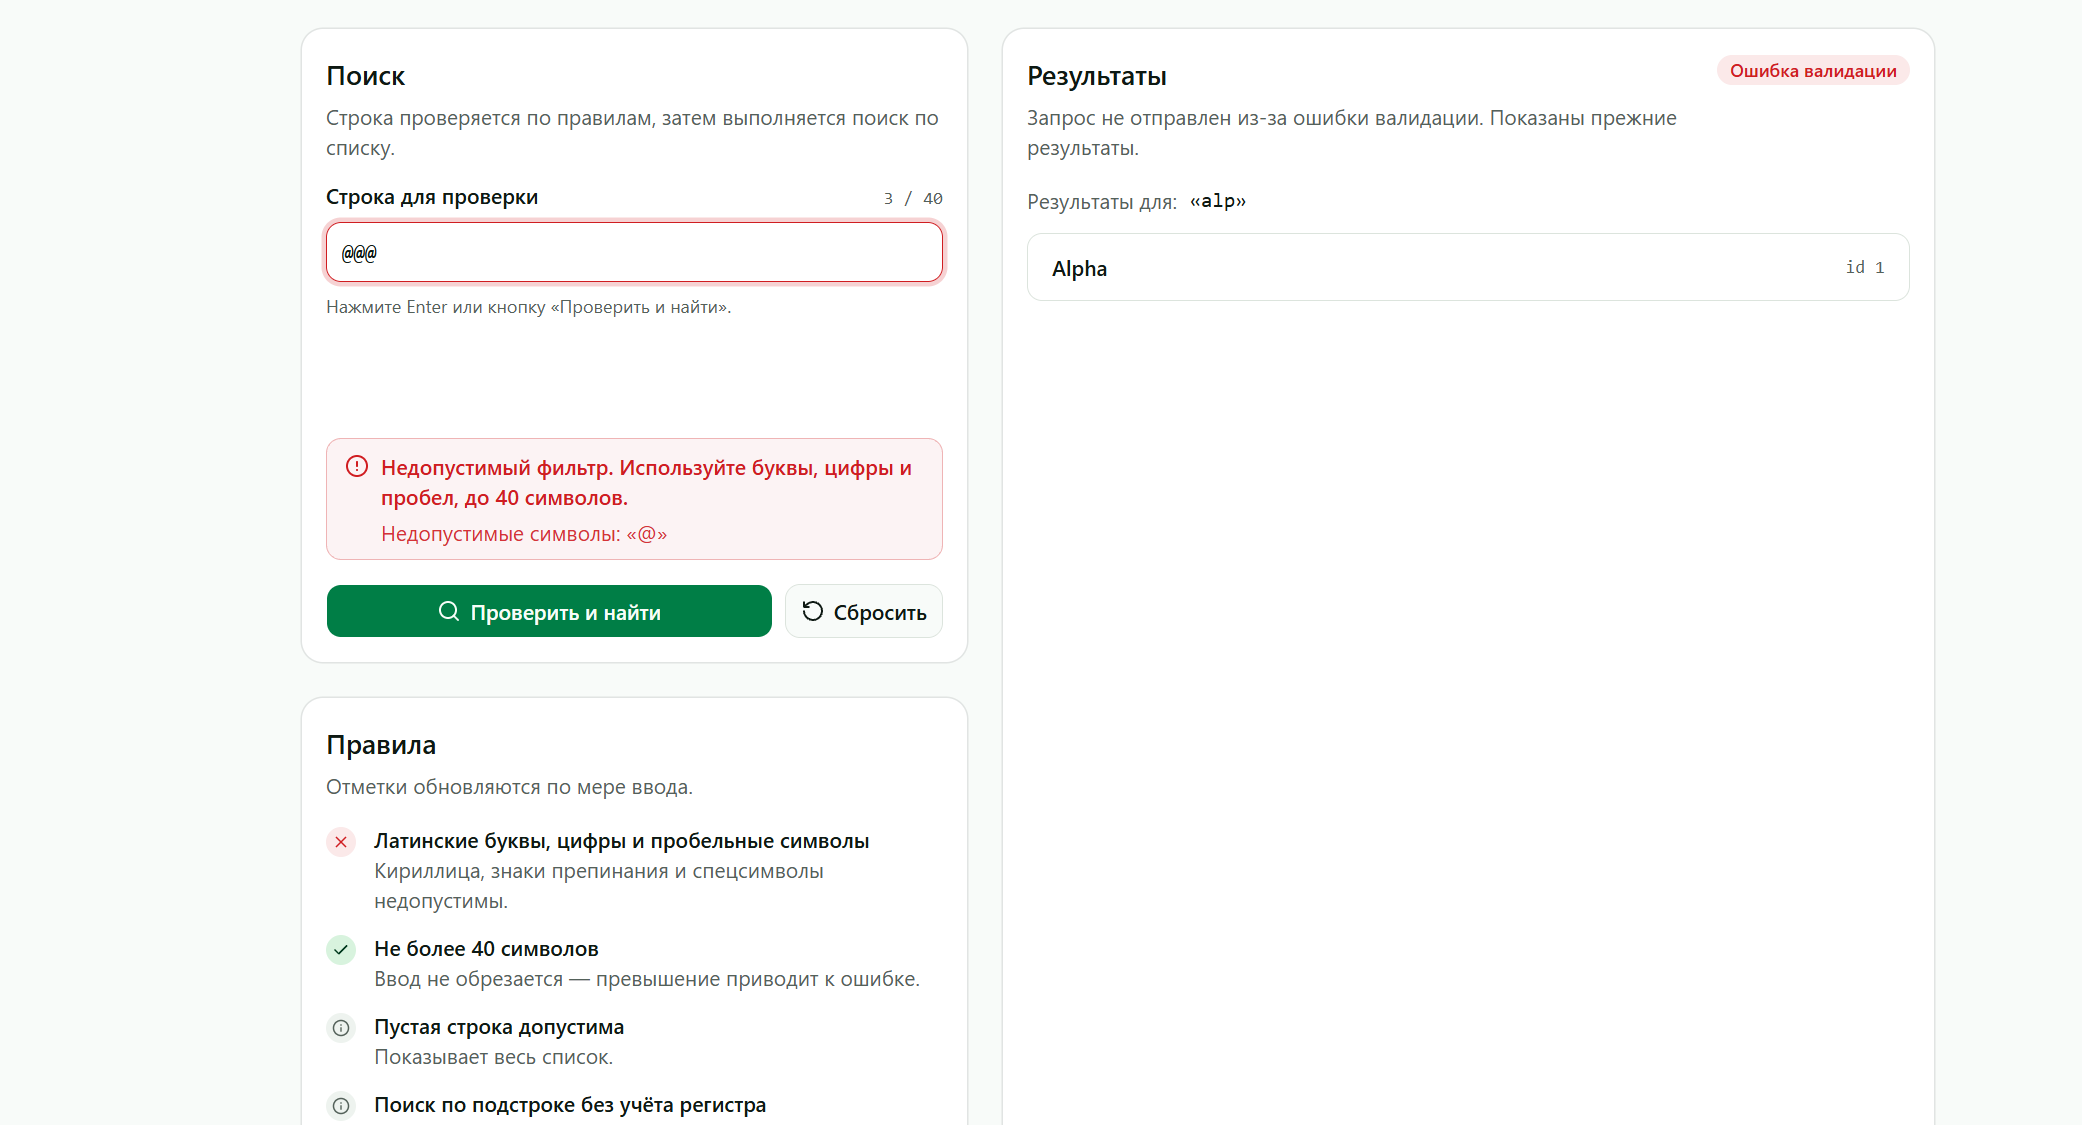 Поиск
Строка проверяется по правилам, затем выполняется поиск по
списку.
Строка для проверки
3 / 40
@@@
Нажмите Enter или кнопку «Проверить и найти».
Недопустимый фильтр. Используйте буквы, цифры и
пробел, до 40 символов.
Недопустимые символы: «@»
Проверить и найти
Сбросить
Правила
Отметки обновляются по мере ввода.
Латинские буквы, цифры и пробельные символы
Кириллица, знаки препинания и спецсимволы
недопустимы.
Не более 40 символов
Ввод не обрезается — превышение приводит к ошибке.
Пустая строка допустима
Показывает весь список.
Поиск по подстроке без учёта регистра
Результаты
Ошибка валидации
Запрос не отправлен из-за ошибки валидации. Показаны прежние
результаты.
Результаты для: «alp»
Alpha
id 1